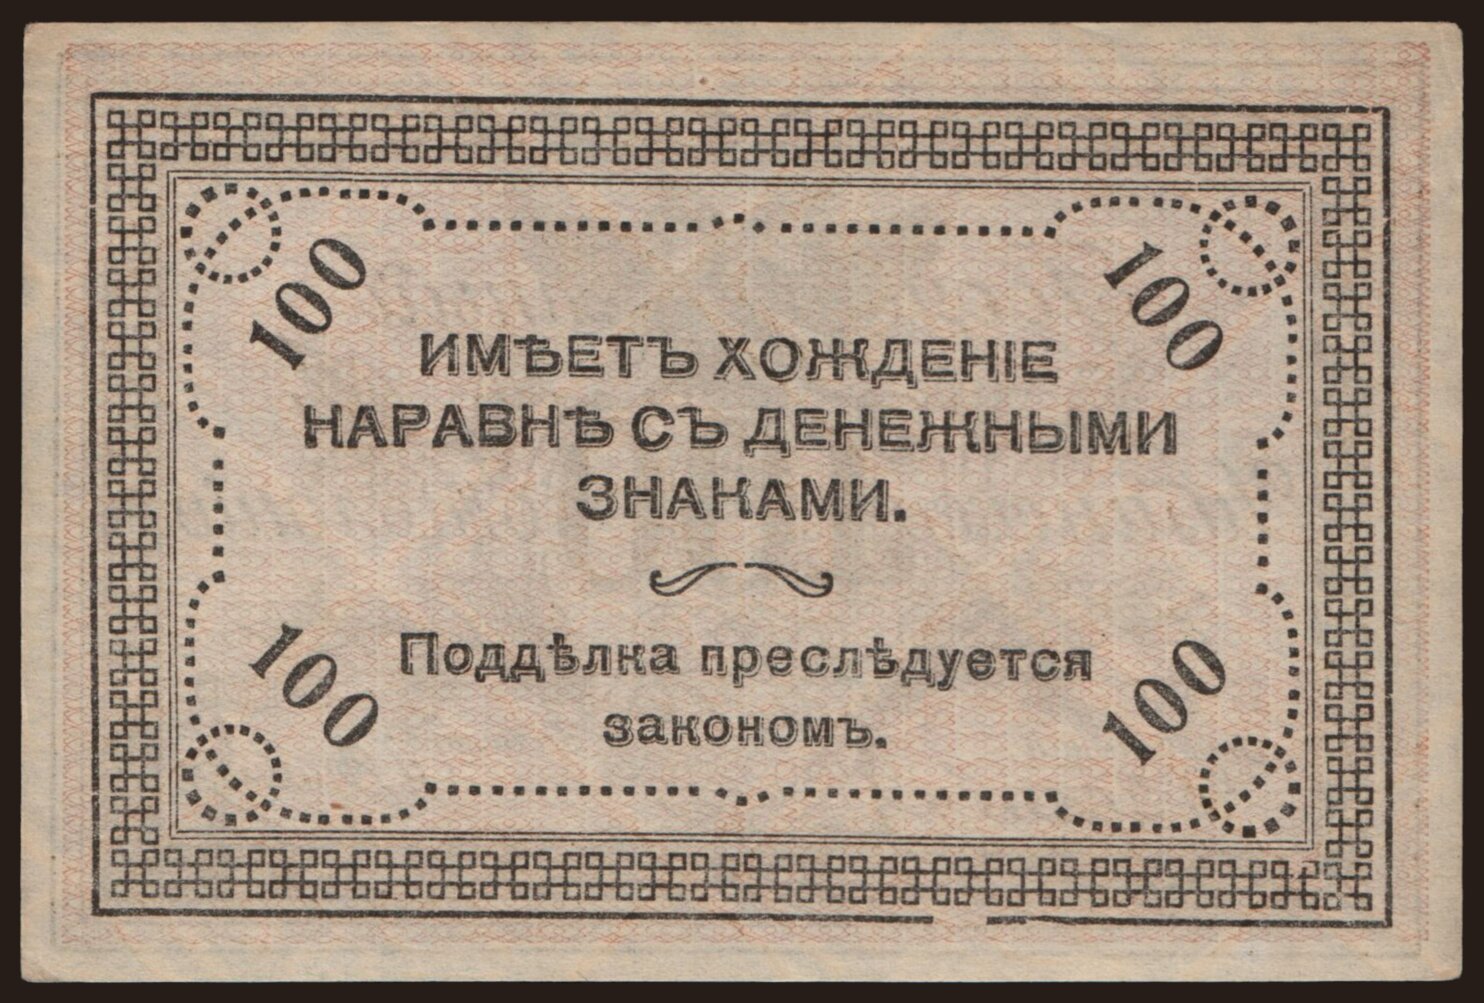 100
100
ИМѢЕТЪ ХОЖДЕНІЕ
НАРАВНѢ СЪ ДЕНЕЖНЫМИ
ЗНАКАМИ.
Поддѣлка преслѣдуется
закономъ.
100
100